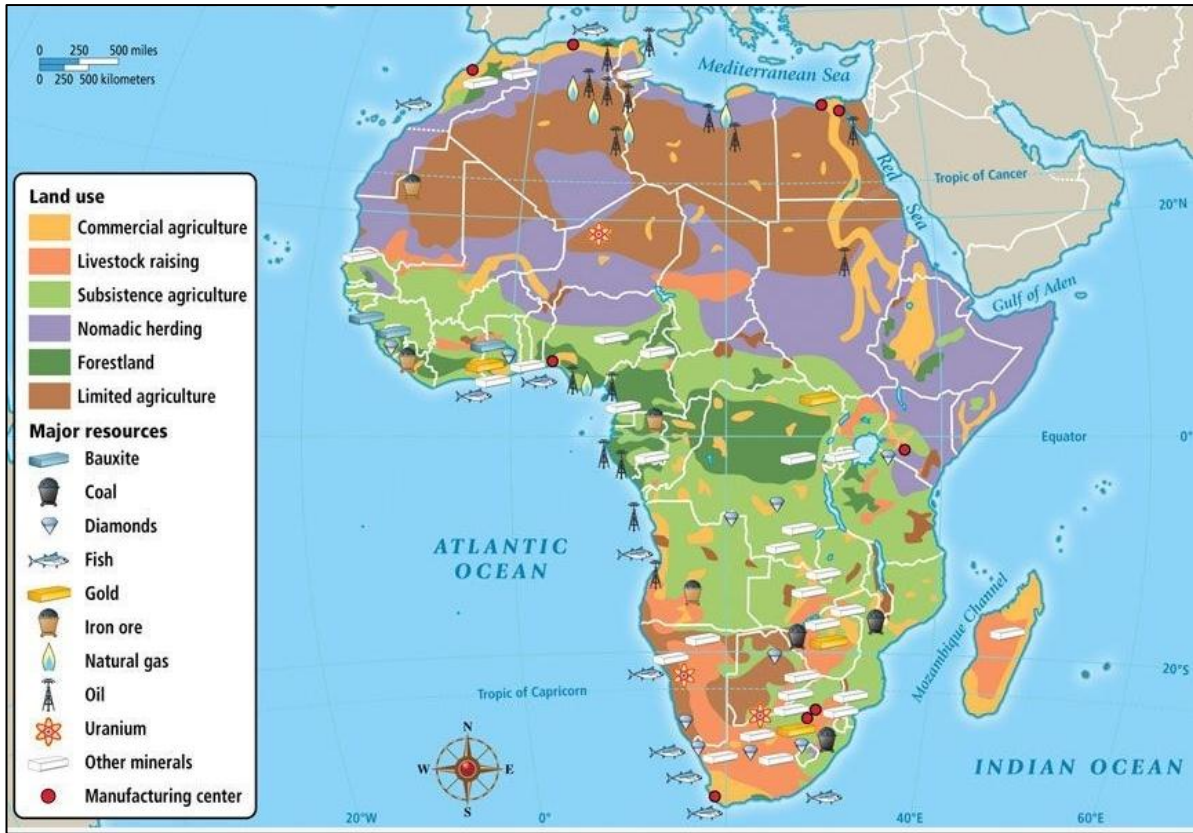 0 250 500 miles
0 250 500 kilometers
Mediterranean Sea
Red Sea
Tropic of Cancer
20°N
Gulf of Aden
Land use
Commercial agriculture
Livestock raising
Subsistence agriculture
Nomadic herding
Forestland
Limited agriculture
Major resources
Bauxite
Coal
Diamonds
Fish
Gold
Iron ore
Natural gas
Oil
Uranium
Other minerals
Manufacturing center
Equator
0°
ATLANTIC
OCEAN
Mozambique Channel
Tropic of Capricorn
20°S
N
W E
S
INDIAN OCEAN
20°W 0° 40°E 60°E